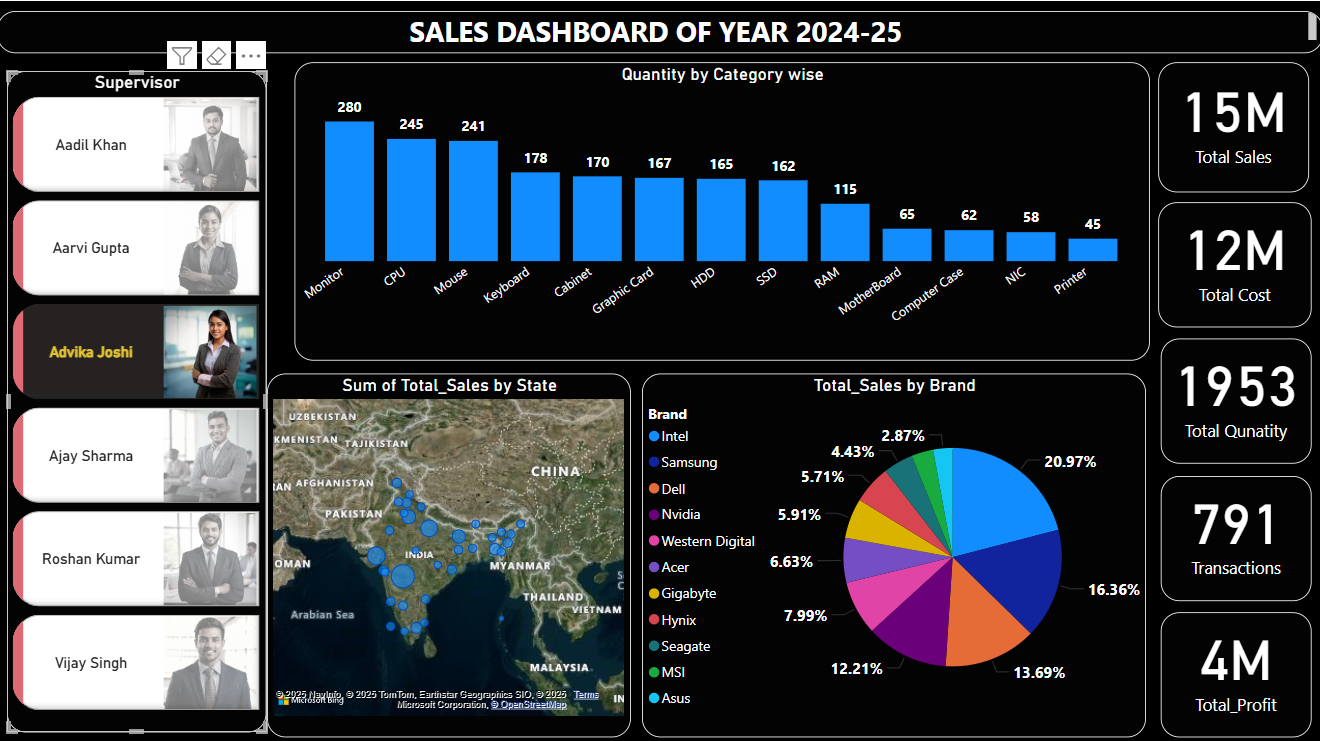 SALES DASHBOARD OF YEAR 2024-25
Supervisor
Aadil Khan
Aarvi Gupta
Advika Joshi
Ajay Sharma
Roshan Kumar
Vijay Singh
Quantity by Category wise
280
245
241
178
170
167
165
162
115
65
62
58
45
Monitor
CPU
Mouse
Keyboard
Cabinet
Graphic Card
HDD
SSD
RAM
MotherBoard
Computer Case
NIC
Printer
Sum of Total_Sales by State
UZBEKISTAN
KMENISTAN
TAJIKISTAN
CHINA
AN
AFGHANISTAN
PAKISTAN
OMAN
INDIA
MYANMAR
THAILAND
VIETNAM
Arabian Sea
MALAYSIA
IN
© 2025 NavInfo, © 2025 TomTom, Earthstar Geographics SIO, © 2025 Terms
Microsoft Bing
Microsoft Corporation, © OpenStreetMap
Total_Sales by Brand
Brand
Intel
Samsung
Dell
Nvidia
Western Digital
Acer
Gigabyte
Hynix
Seagate
MSI
Asus
20.97%
16.36%
13.69%
12.21%
7.99%
6.63%
5.91%
5.71%
4.43%
2.87%
15M
Total Sales
12M
Total Cost
1953
Total Qunatity
791
Transactions
4M
Total_Profit